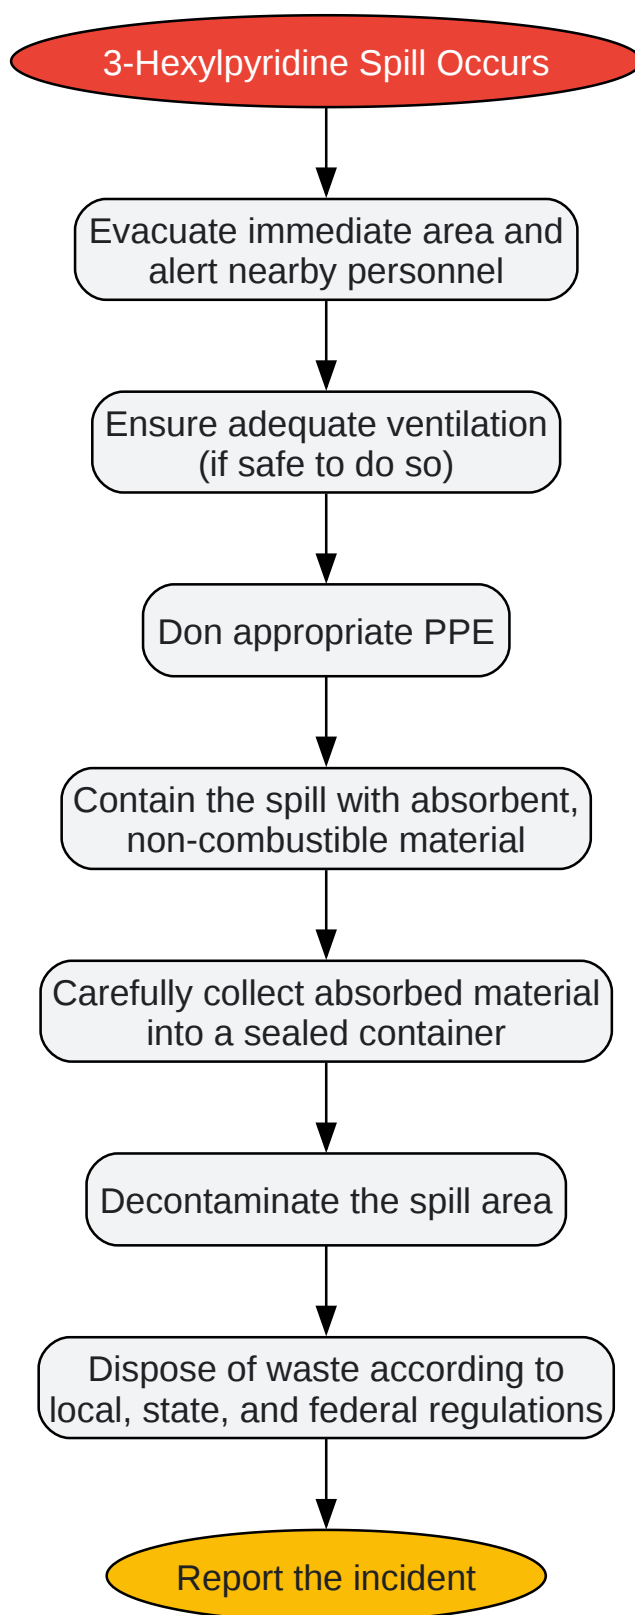 3-Hexylpyridine Spill Occurs
Evacuate immediate area and
alert nearby personnel
Ensure adequate ventilation
(if safe to do so)
Don appropriate PPE
Contain the spill with absorbent,
non-combustible material
Carefully collect absorbed material
into a sealed container
Decontaminate the spill area
Dispose of waste according to
local, state, and federal regulations
Report the incident